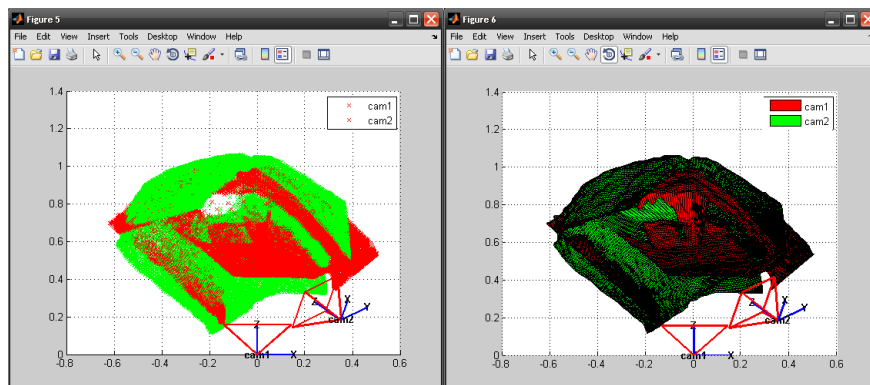 Figure 5
File Edit View Insert Tools Desktop Window Help
1.4
1.2
1
0.8
0.6
0.4
0.2
0
-0.8 -0.6 -0.4 -0.2 0 0.2 0.4 0.6
cam1
cam2
Z
X
cam1
Z
X
Y
cam2
Figure 6
File Edit View Insert Tools Desktop Window Help
1.4
1.2
1
0.8
0.6
0.4
0.2
0
-0.8 -0.6 -0.4 -0.2 0 0.2 0.4 0.6
cam1
cam2
Z
X
cam1
Z
X
Y
cam2